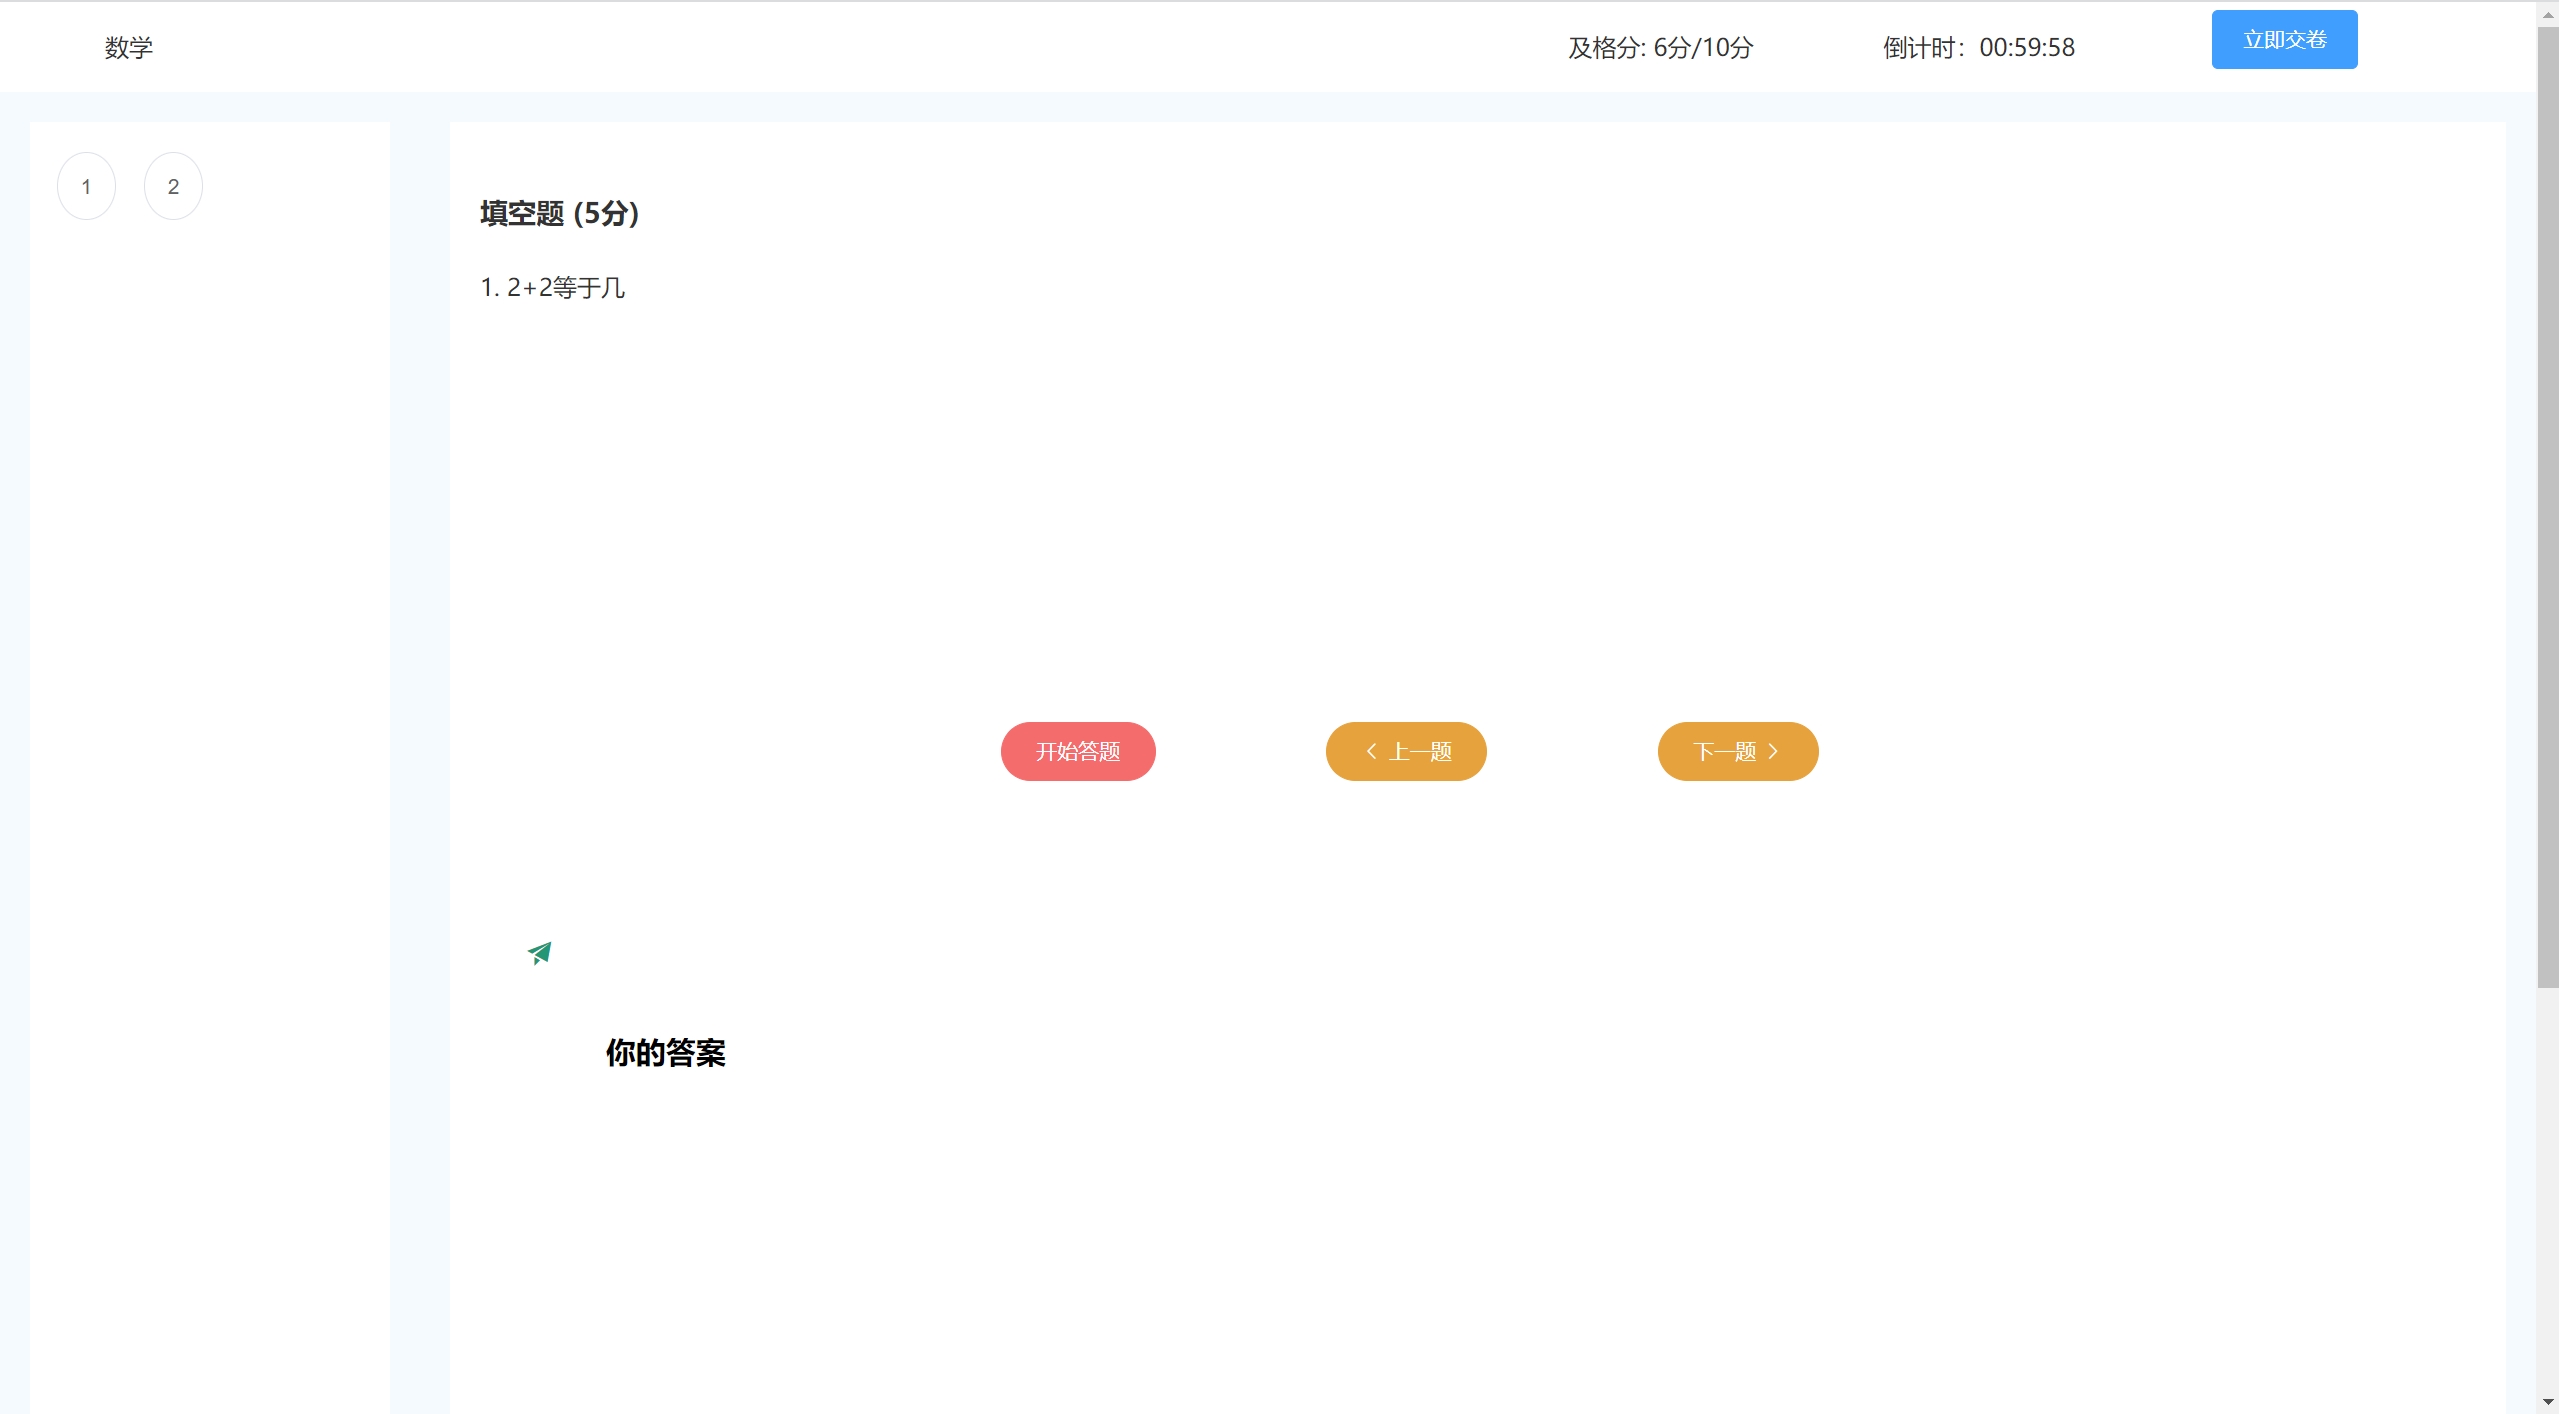 数学
及格分: 6分/10分
倒计时：00:59:58
立即交卷
1
2
填空题 (5分)
1. 2+2等于几
开始答题
上一题
下一题
你的答案